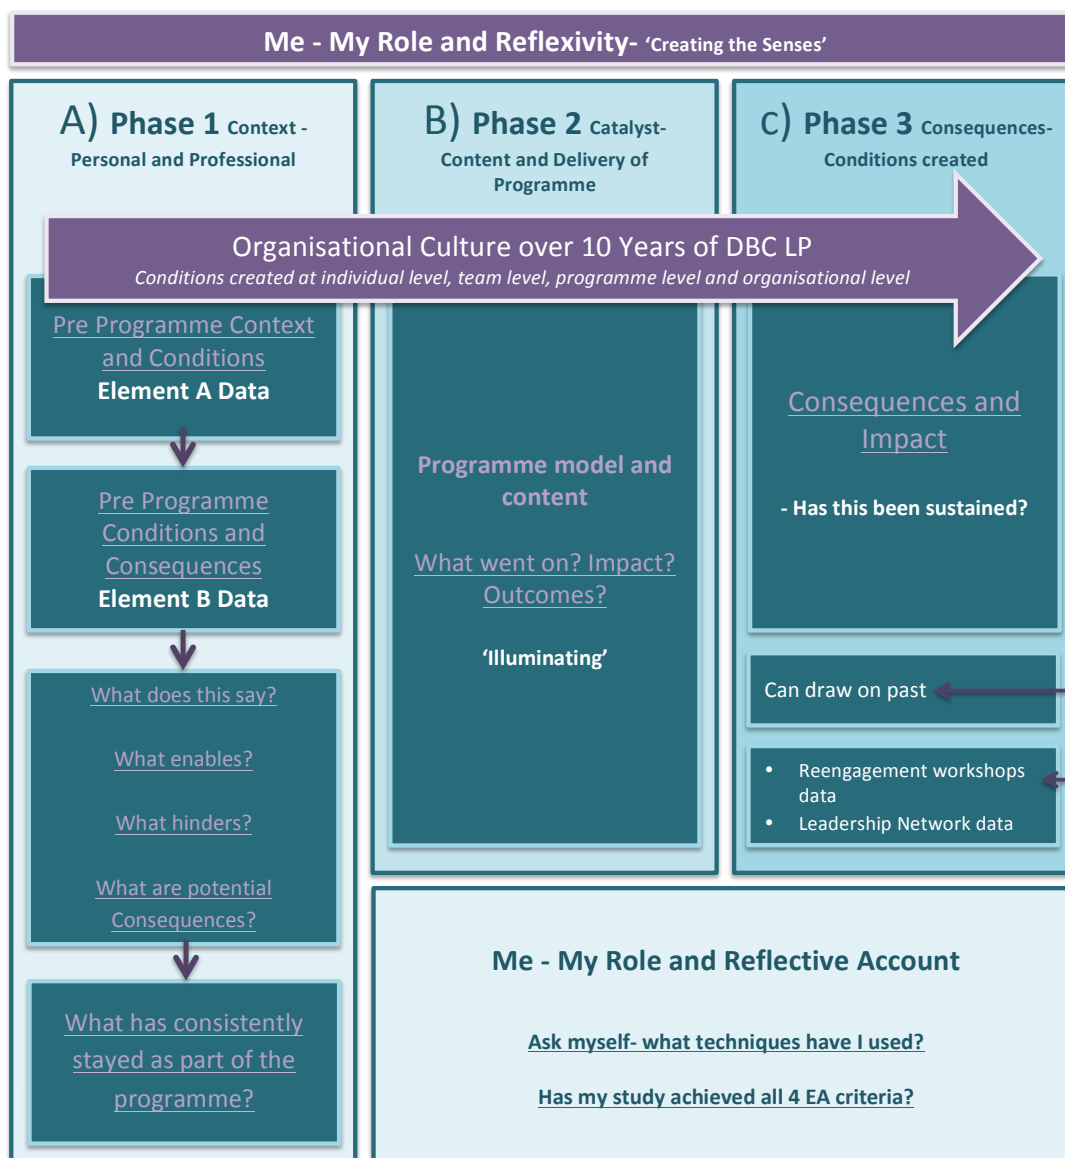 Me - My Role and Reflexivity- ‘Creating the Senses’
A) Phase 1 Context -
Personal and Professional
B) Phase 2 Catalyst-
Content and Delivery of
Programme
C) Phase 3 Consequences-
Conditions created
Organisational Culture over 10 Years of DBC LP
Conditions created at individual level, team level, programme level and organisational level
Pre Programme Context
and Conditions
Element A Data
Pre Programme
Conditions and
Consequences
Element B Data
What does this say?
What enables?
What hinders?
What are potential
Consequences?
What has consistently
stayed as part of the
programme?
Programme model and
content
What went on? Impact?
Outcomes?
‘Illuminating’
Consequences and
Impact
- Has this been sustained?
Can draw on past
• Reengagement workshops
data
• Leadership Network data
Me - My Role and Reflective Account
Ask myself- what techniques have I used?
Has my study achieved all 4 EA criteria?